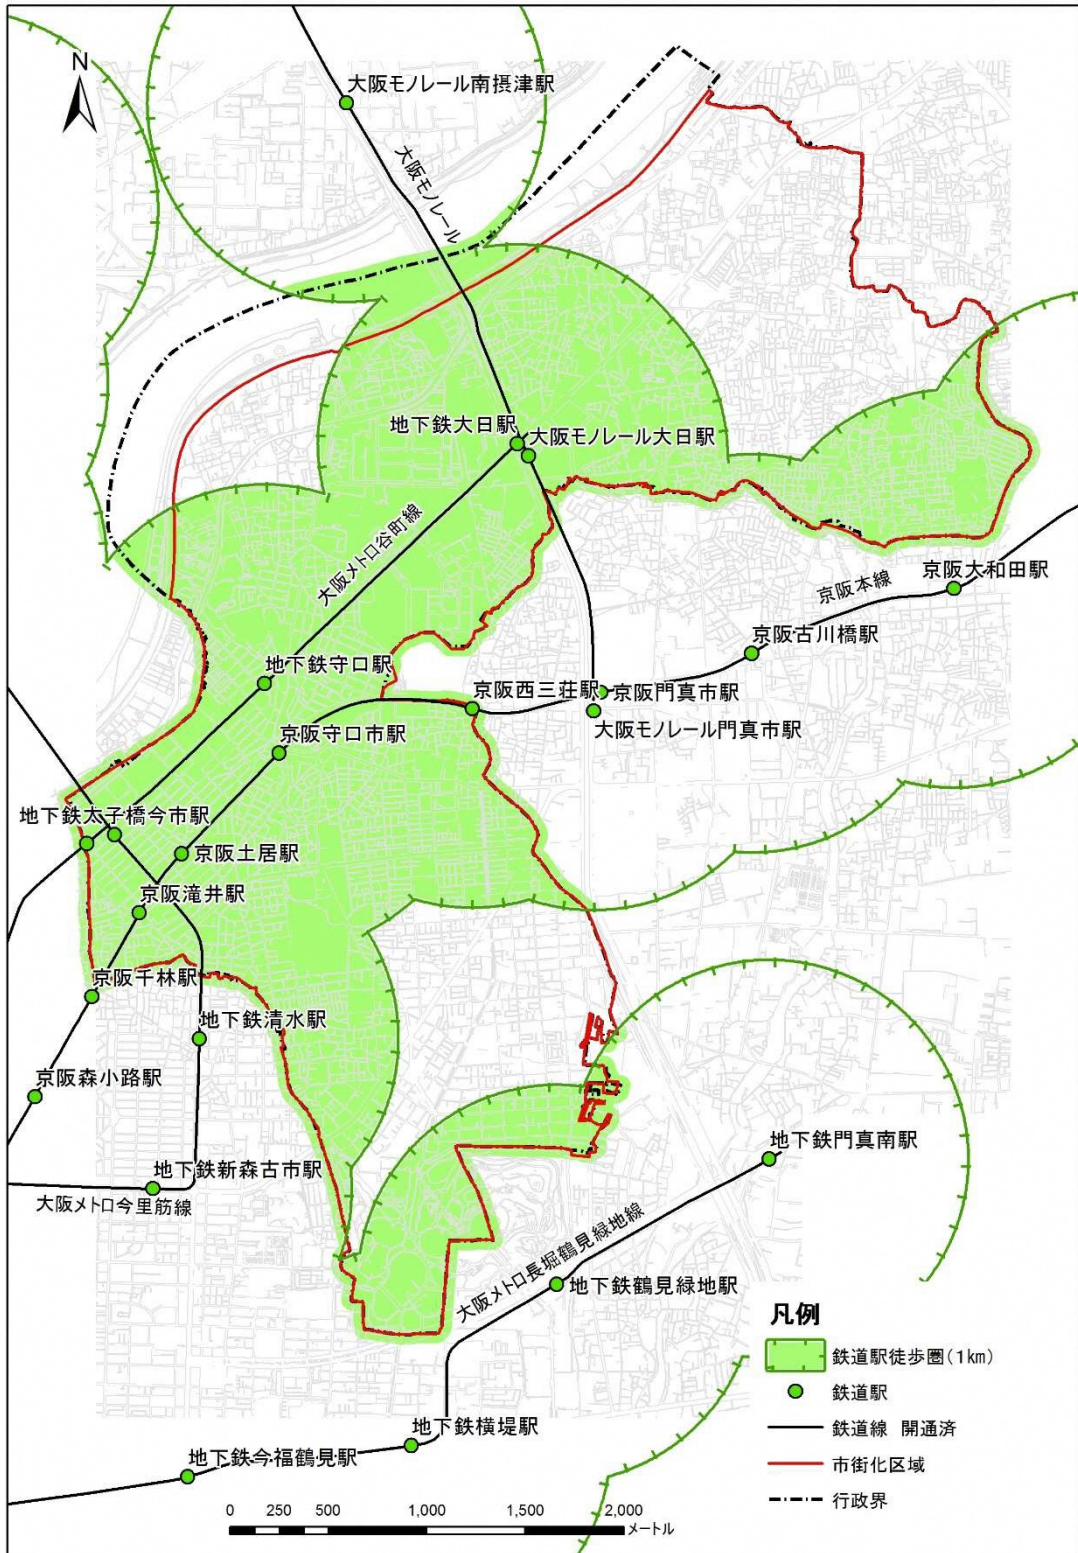 N
大阪モノレール南摂津駅
大阪モノレール
地下鉄大日駅
大阪モノレール大日駅
大阪メトロ谷町線
京阪大和田駅
京阪本線
京阪古川橋駅
地下鉄守口駅
京阪西三荘駅
京阪門真市駅
大阪モノレール門真市駅
京阪守口市駅
地下鉄太子橋今市駅
京阪土居駅
京阪滝井駅
京阪千林駅
地下鉄清水駅
京阪森小路駅
地下鉄門真南駅
地下鉄新森古市駅
大阪メトロ今里筋線
大阪メトロ長堀鶴見緑地線
地下鉄鶴見緑地駅
凡例
鉄道駅徒歩圏(1km)
鉄道駅
鉄道線 開通済
市街化区域
行政界
地下鉄横堤駅
地下鉄今福鶴見駅
0 250 500 1,000 1,500 2,000
メートル